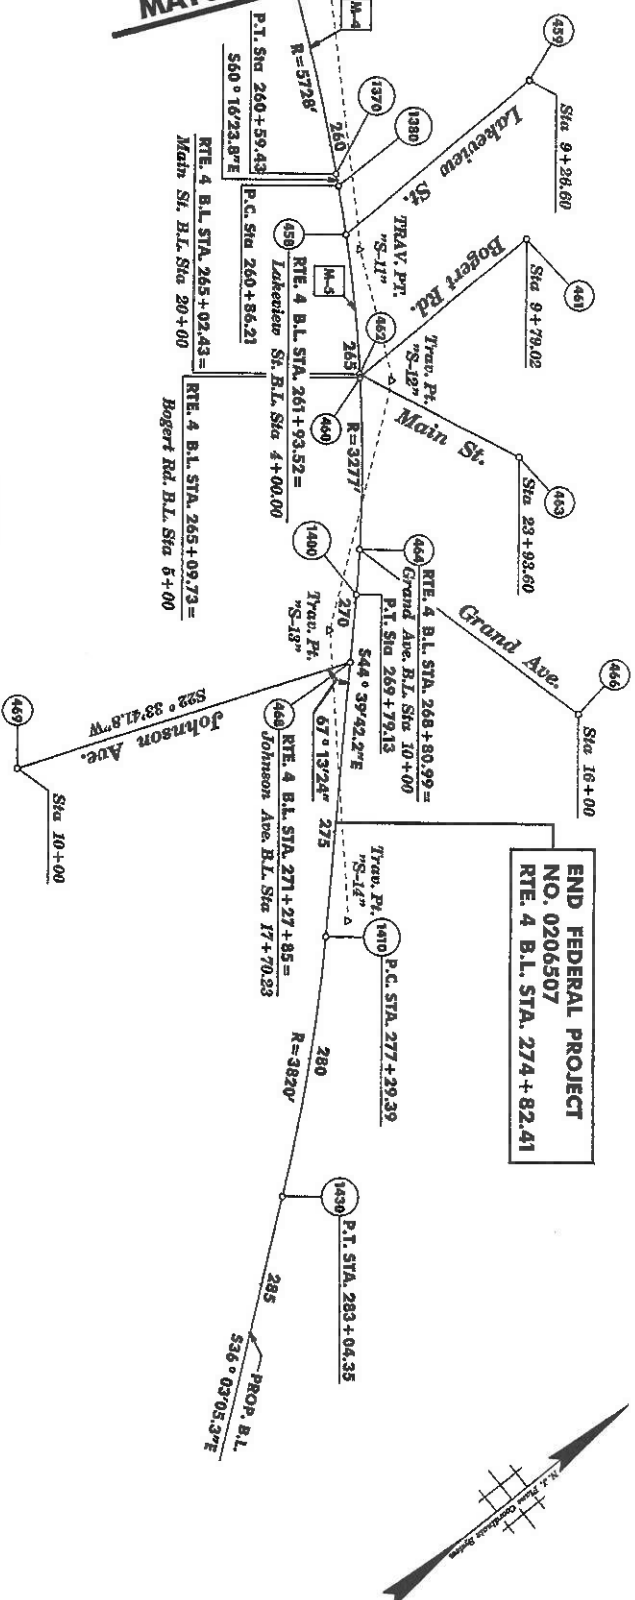 M-4
R=5728'
P.T. Sta 260+59.43
S60°16'23.8"E
260
1370
1380
P.C. Sta 260+86.21
459
Sta 9+26.60
Lakeview St.
458
RTE. 4 B.L. STA. 261+93.52=
Lakeview St. B.L. Sta 4+00.00
TRAV. PT.
"S-11"
M-5
461
Sta 9+79.02
Bogert Rd.
462
265
460
RTE. 4 B.L. STA. 265+02.43=
Main St. B.L. Sta 20+00
RTE. 4 B.L. STA. 265+09.73=
Bogert Rd. B.L. Sta 5+00
Trav. Pt.
"S-12"
Main St.
463
Sta 23+93.60
R=3277'
464
RTE. 4 B.L. STA. 268+80.99=
Grand Ave. B.L. Sta 10+00
Grand Ave.
466
Sta 16+00
1400
P.T. Sta 269+79.13
270
Trav. Pt.
"S-13"
S44°39'42.2"E
67°13'24"
468
RTE. 4 B.L. STA. 271+27+85=
Johnson Ave. B.L. Sta 17+70.23
Johnson Ave.
S22°33'41.8"W
469
Sta 10+00
275
END FEDERAL PROJECT
NO. 0206507
RTE. 4 B.L. STA. 274+82.41
Trav. Pt.
"S-14"
1410
P.C. STA. 277+29.39
280
R=3820'
1430
P.T. STA. 283+04.35
285
PROP. B.L.
S36°03'05.3"E
N. J. Plane Coordinate System